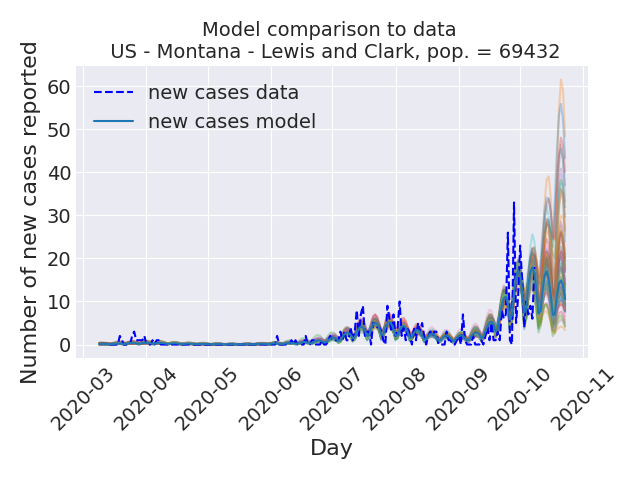 Model comparison to data
US - Montana - Lewis and Clark, pop. = 69432
Number of new cases reported
60
50
40
30
20
10
0
new cases data
new cases model
2020-03
2020-04
2020-05
2020-06
2020-07
2020-08
2020-09
2020-10
2020-11
Day